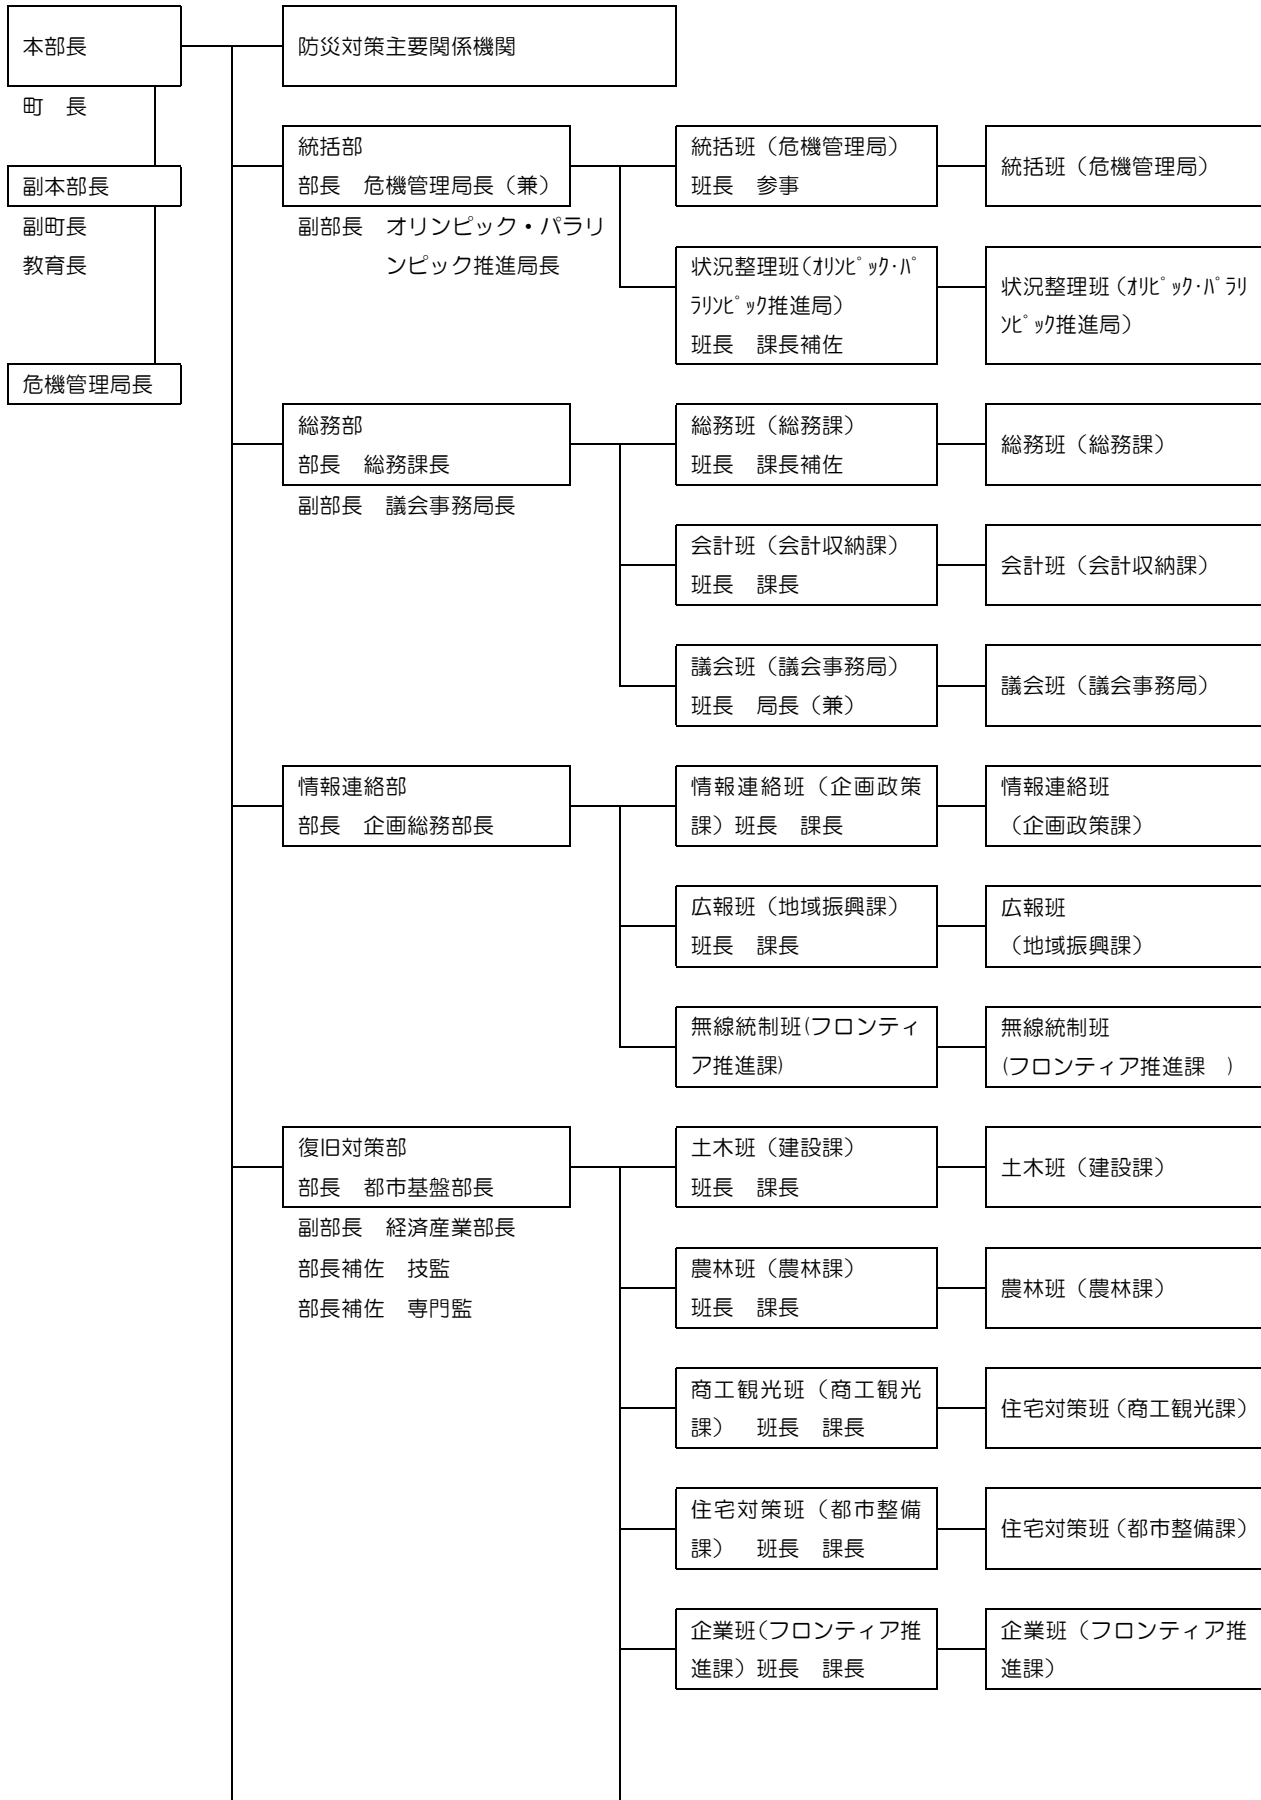 本部長
町　長
副本部長
副町長
教育長
危機管理局長
防災対策主要関係機関
統括部
部長　危機管理局長（兼）
副部長　オリンピック・パラリ
ンピック推進局長
統括班（危機管理局）
班長　参事
統括班（危機管理局）
状況整理班(ｵﾘﾝﾋﾟｯｸ･ﾊﾟ
ﾗﾘﾝﾋﾟｯｸ推進局）
班長　課長補佐
状況整理班（ｵﾘﾋﾟｯｸ･ﾊﾟﾗﾘ
ﾝﾋﾟｯｸ推進局）
総務部
部長　総務課長
副部長　議会事務局長
総務班（総務課）
班長　課長補佐
総務班（総務課）
会計班（会計収納課）
班長　課長
会計班（会計収納課）
議会班（議会事務局）
班長　局長（兼）
議会班（議会事務局）
情報連絡部
部長　企画総務部長
情報連絡班（企画政策
課）班長　課長
情報連絡班
（企画政策課）
広報班（地域振興課）
班長　課長
広報班
（地域振興課）
無線統制班(フロンティ
ア推進課)
無線統制班
(フロンティア推進課　)
復旧対策部
部長　都市基盤部長
副部長　経済産業部長
部長補佐　技監
部長補佐　専門監
土木班（建設課）
班長　課長
土木班（建設課）
農林班（農林課）
班長　課長
農林班（農林課）
商工観光班（商工観光
課）　班長　課長
住宅対策班（商工観光課）
住宅対策班（都市整備
課）　班長　課長
住宅対策班（都市整備課）
企業班(フロンティア推
進課）班長　課長
企業班（フロンティア推
進課）